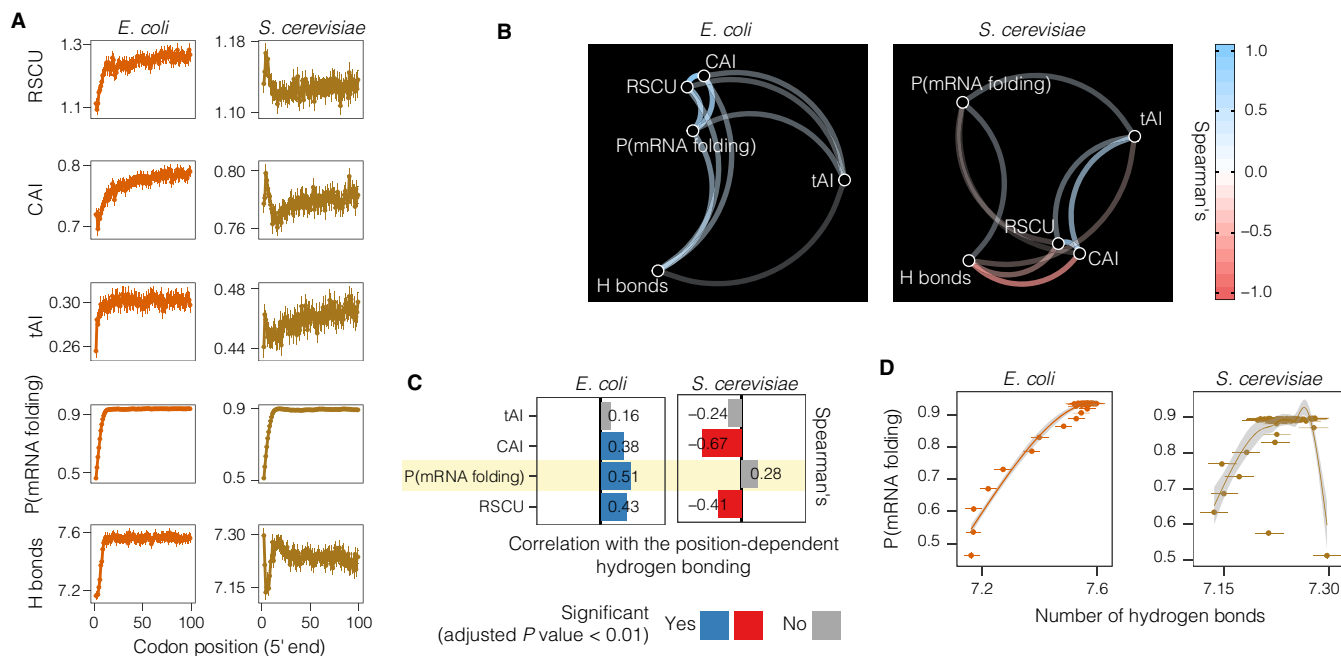 A
E. coli
S. cerevisiae
RSCU
1.3
1.1
1.18
1.10
CAI
0.8
0.7
0.80
0.76
tAI
0.30
0.26
0.48
0.44
P(mRNA folding)
0.9
0.5
0.9
0.5
H bonds
7.6
7.2
7.30
7.15
0
50
100
0
50
100
Codon position (5' end)
B
E. coli
S. cerevisiae
CAI
RSCU
P(mRNA folding)
tAI
H bonds
P(mRNA folding)
tAI
RSCU
CAI
H bonds
Spearman's
1.0
0.5
0.0
−0.5
−1.0
C
E. coli
S. cerevisiae
tAI
0.16
−0.24
CAI
0.38
−0.67
P(mRNA folding)
0.51
0.28
RSCU
0.43
−0.41
Spearman's
Correlation with the position-dependent
hydrogen bonding
Significant
(adjusted P value < 0.01)
Yes
No
D
E. coli
S. cerevisiae
P(mRNA folding)
0.9
0.8
0.7
0.6
0.5
7.2
7.6
0.9
0.8
0.7
0.6
0.5
7.15
7.30
Number of hydrogen bonds